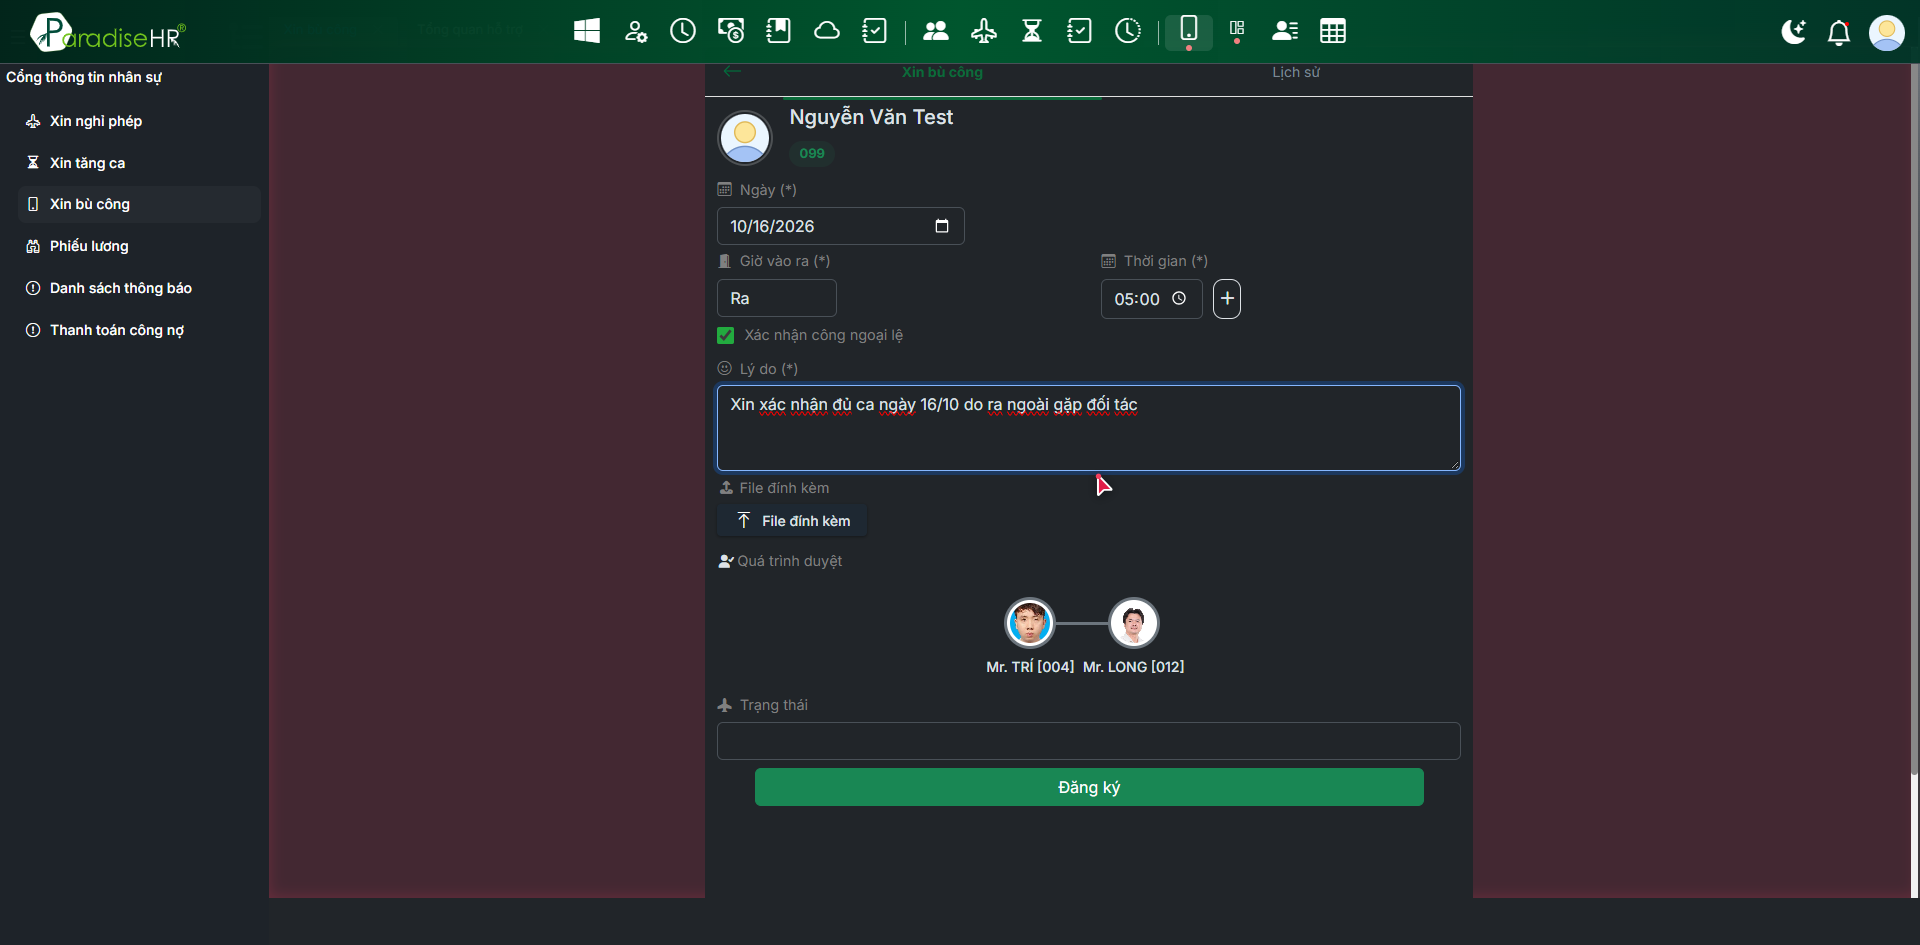 ParadiseHR®
Cổng thông tin nhân sự
Xin nghỉ phép
Xin tăng ca
Xin bù công
Phiếu lương
Danh sách thông báo
Thanh toán công nợ
Xin bù công
Lịch sử
Nguyễn Văn Test
099
Ngày (*)
10/16/2026
Giờ vào ra (*)
Thời gian (*)
Ra
05:00
+
Xác nhận công ngoại lệ
Lý do (*)
Xin xác nhận đủ ca ngày 16/10 do ra ngoài gặp đối tác
File đính kèm
File đính kèm
Quá trình duyệt
Mr. TRÍ [004]
Mr. LONG [012]
Trạng thái
Đăng ký